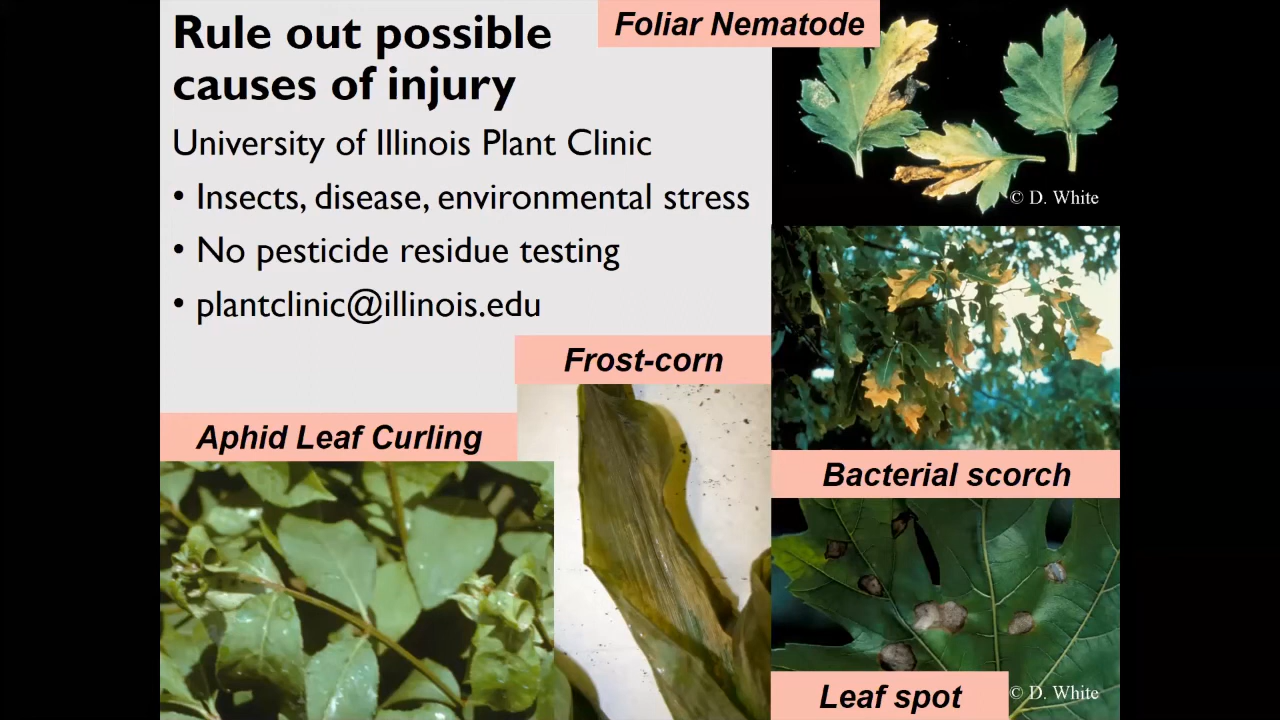 Rule out possible
causes of injury
University of Illinois Plant Clinic
• Insects, disease, environmental stress
• No pesticide residue testing
• plantclinic@illinois.edu
Foliar Nematode
© D. White
Frost-corn
Aphid Leaf Curling
Bacterial scorch
Leaf spot
© D. White